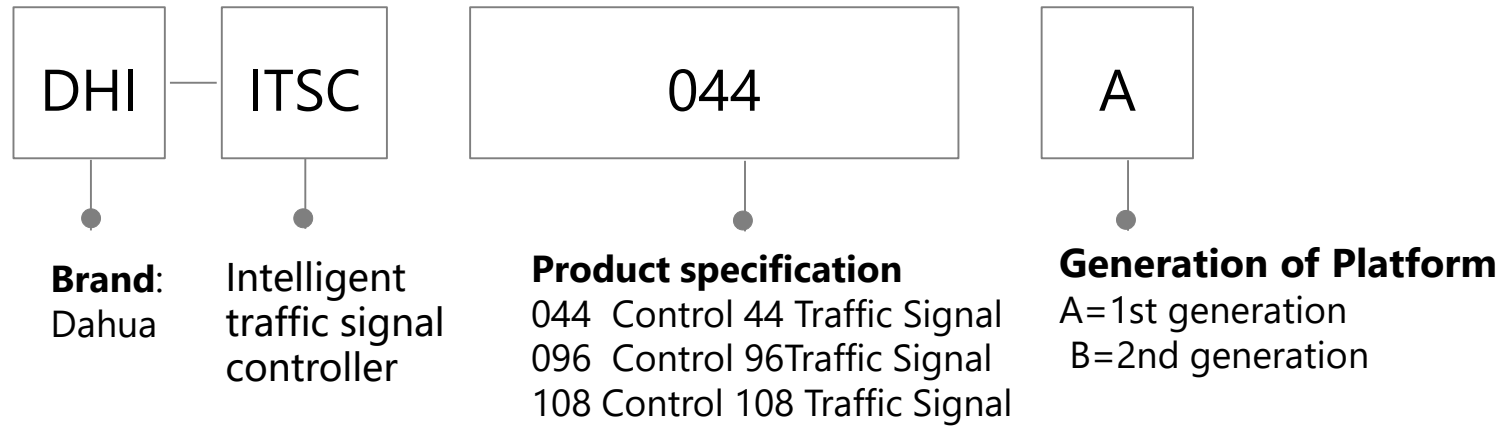 DHI ITSC 044 A
Brand:
Dahua
Intelligent
traffic signal
controller
Product specification
044 Control 44 Traffic Signal
096 Control 96Traffic Signal
108 Control 108 Traffic Signal
Generation of Platform
A=1st generation
B=2nd generation